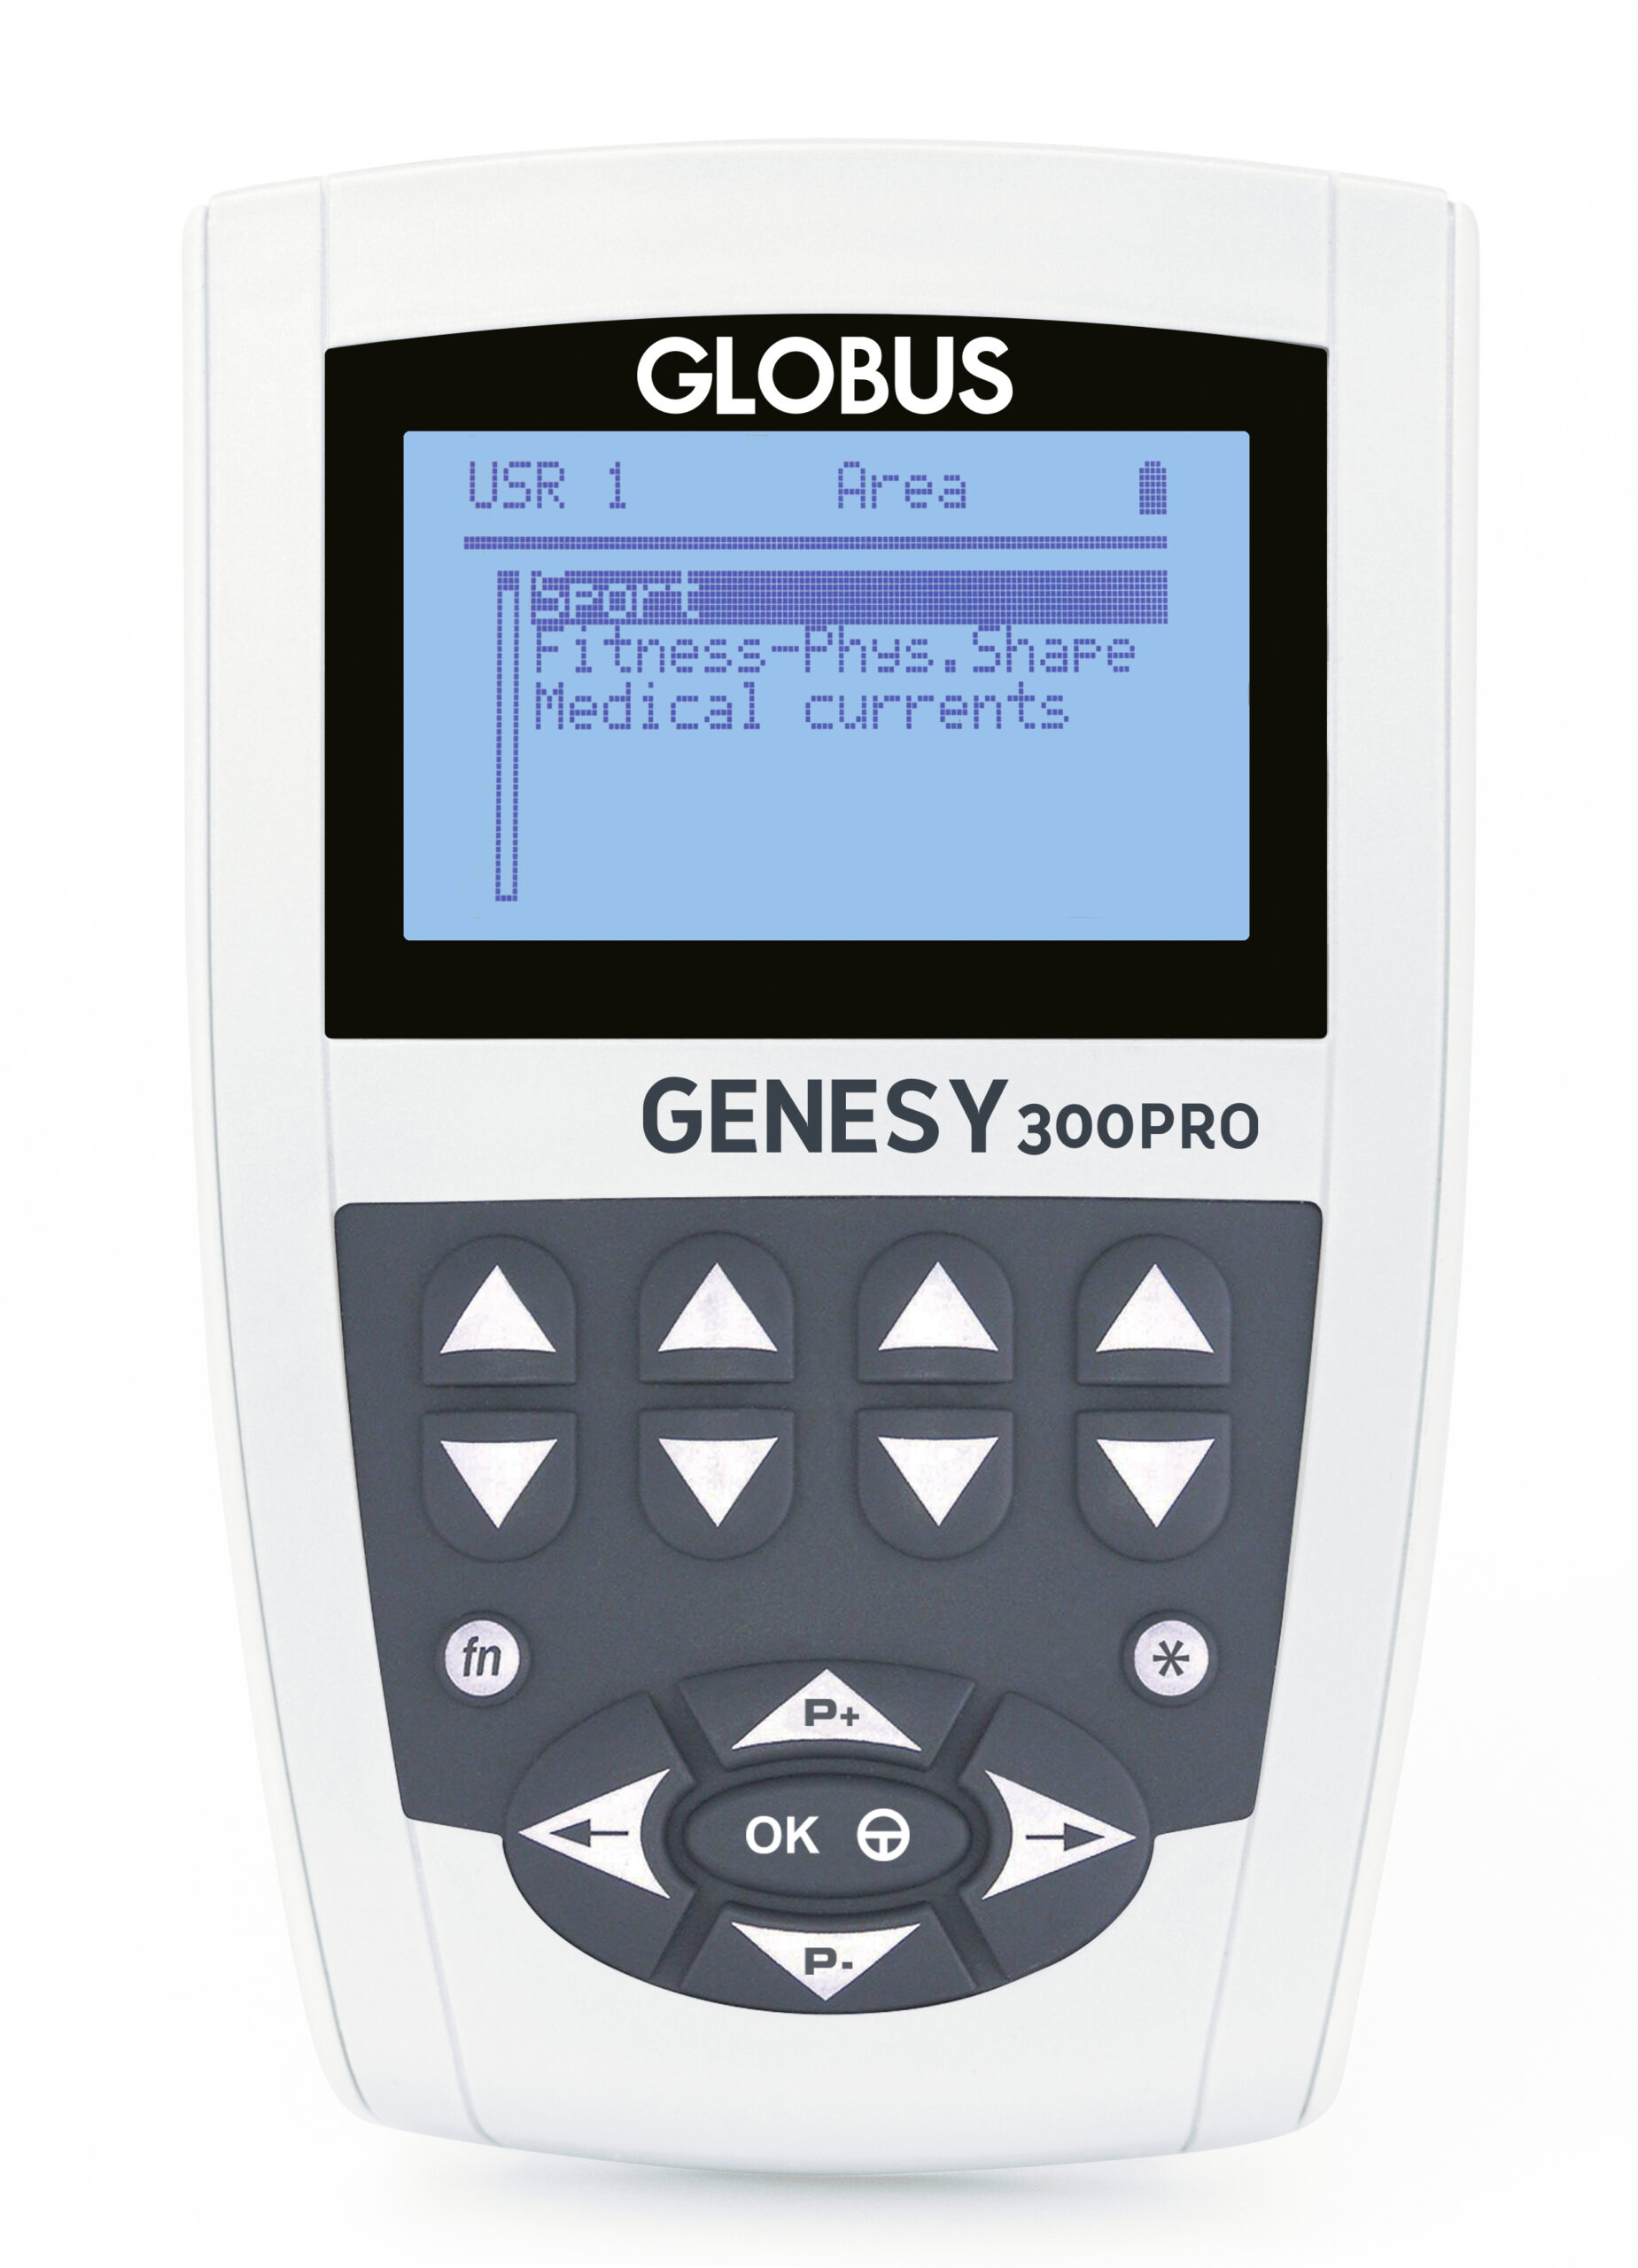 GLOBUS
USR 1 Area
Sport
Fitness-Phys.Shape
Medical currents
GENESY 300PRO
fn *
P+
OK
P-